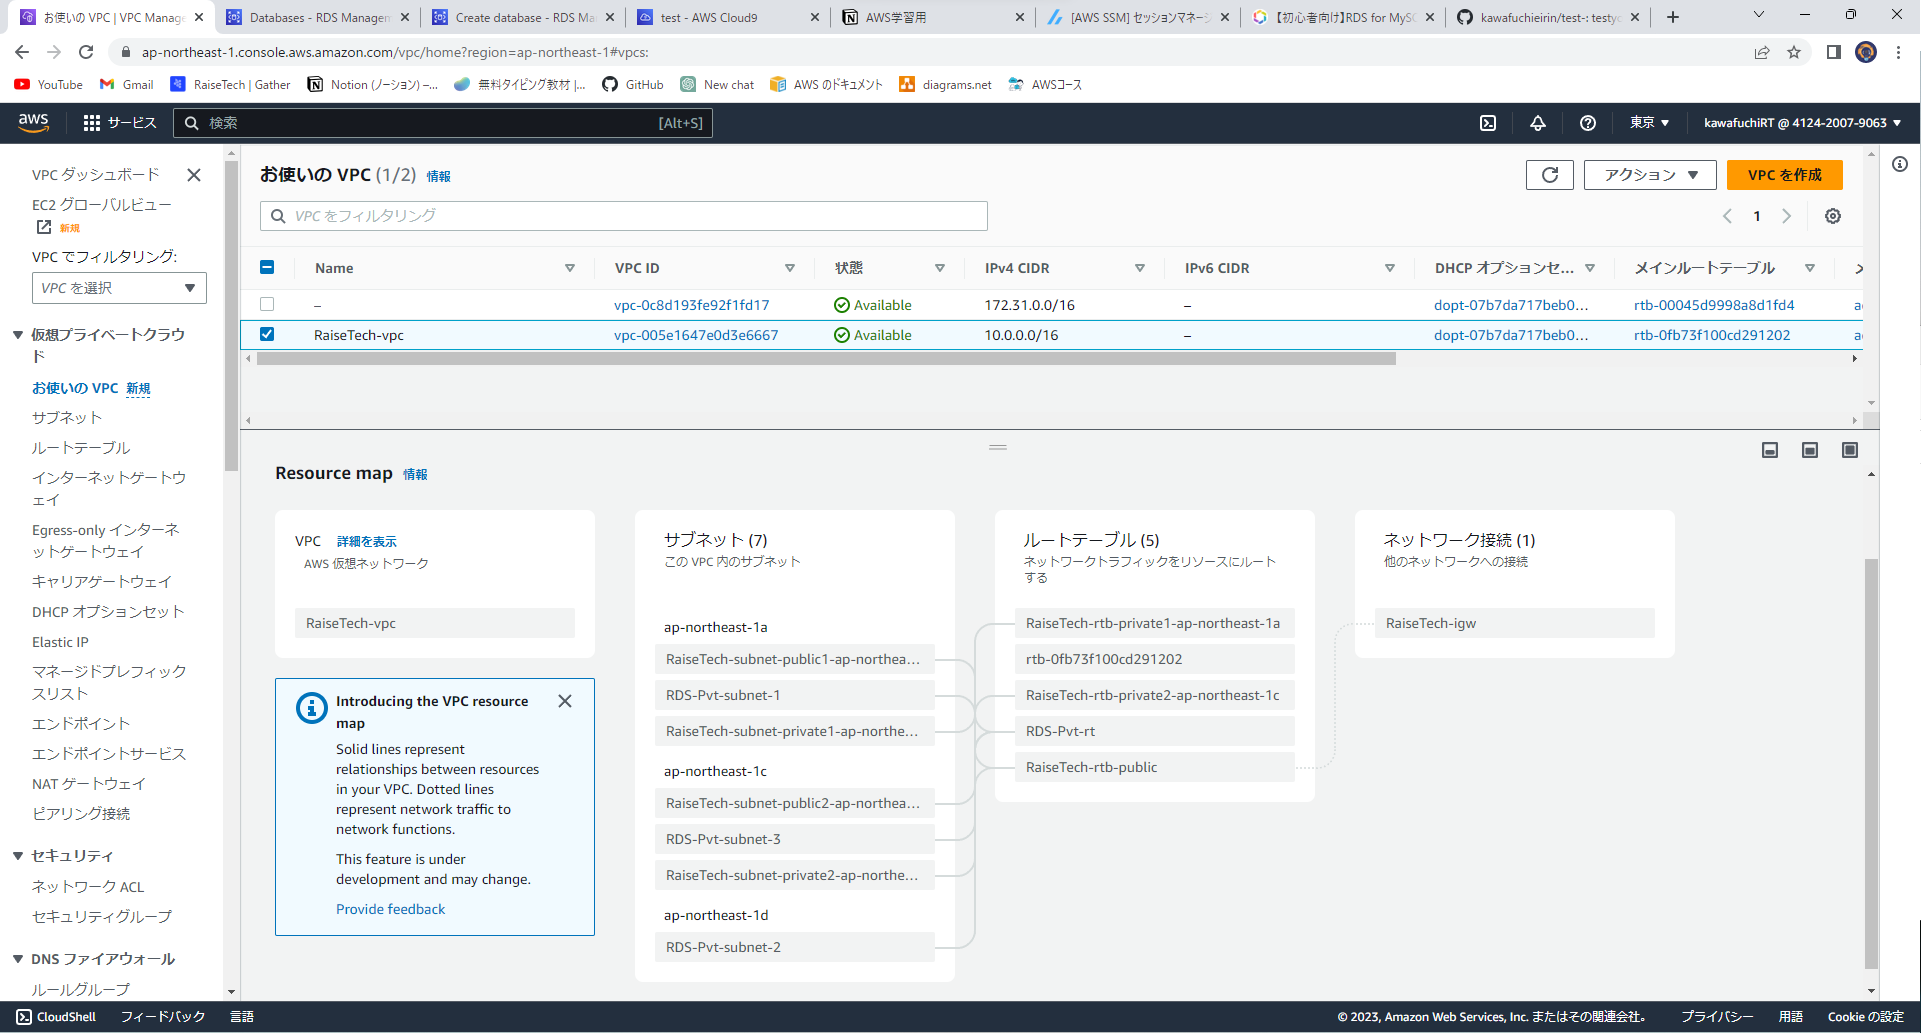 お使いの VPC | VPC Manage
Databases - RDS Managem
Create database - RDS Ma
test - AWS Cloud9
AWS学習用
[AWS SSM] セッションマネー
【初心者向け】RDS for MyS
kawafuchieirin/test-: testy
ap-northeast-1.console.aws.amazon.com/vpc/home?region=ap-northeast-1#vpcs:
YouTube
Gmail
RaiseTech | Gather
Notion (ノーション) –...
無料タイピング教材 |...
GitHub
New chat
AWS のドキュメント
diagrams.net
AWSコース
aws
サービス
検索
[Alt+S]
東京
kawafuchiRT @ 4124-2007-9063
VPC ダッシュボード
EC2 グローバルビュー
新規
VPC でフィルタリング:
VPC を選択
仮想プライベートクラウ
ド
お使いの VPC 新規
サブネット
ルートテーブル
インターネットゲートウ
ェイ
Egress-only インターネ
ットゲートウェイ
キャリアゲートウェイ
DHCP オプションセット
Elastic IP
マネージドプレフィック
スリスト
エンドポイント
エンドポイントサービス
NAT ゲートウェイ
ピアリング接続
セキュリティ
ネットワーク ACL
セキュリティグループ
DNS ファイアウォール
ルールグループ
お使いの VPC (1/2) 情報
アクション
VPC を作成
VPC をフィルタリング
1
Name
VPC ID
状態
IPv4 CIDR
IPv6 CIDR
DHCP オプションセ...
メインルートテーブル
–
vpc-0c8d193fe92f1fd17
Available
172.31.0.0/16
–
dopt-07b7da717beb0...
rtb-00045d9998a8d1fd4
RaiseTech-vpc
vpc-005e1647e0d3e6667
Available
10.0.0.0/16
–
dopt-07b7da717beb0...
rtb-0fb73f100cd291202
Resource map 情報
VPC 詳細を表示
AWS 仮想ネットワーク
RaiseTech-vpc
Introducing the VPC resource
map
Solid lines represent
relationships between resources
in your VPC. Dotted lines
represent network traffic to
network functions.
This feature is under
development and may change.
Provide feedback
サブネット (7)
この VPC 内のサブネット
ap-northeast-1a
RaiseTech-subnet-public1-ap-northea...
RDS-Pvt-subnet-1
RaiseTech-subnet-private1-ap-northe...
ap-northeast-1c
RaiseTech-subnet-public2-ap-northea...
RDS-Pvt-subnet-3
RaiseTech-subnet-private2-ap-northe...
ap-northeast-1d
RDS-Pvt-subnet-2
ルートテーブル (5)
ネットワークトラフィックをリソースにルート
する
RaiseTech-rtb-private1-ap-northeast-1a
rtb-0fb73f100cd291202
RaiseTech-rtb-private2-ap-northeast-1c
RDS-Pvt-rt
RaiseTech-rtb-public
ネットワーク接続 (1)
他のネットワークへの接続
RaiseTech-igw
CloudShell
フィードバック
言語
© 2023, Amazon Web Services, Inc. またはその関連会社。
プライバシー
用語
Cookie の設定